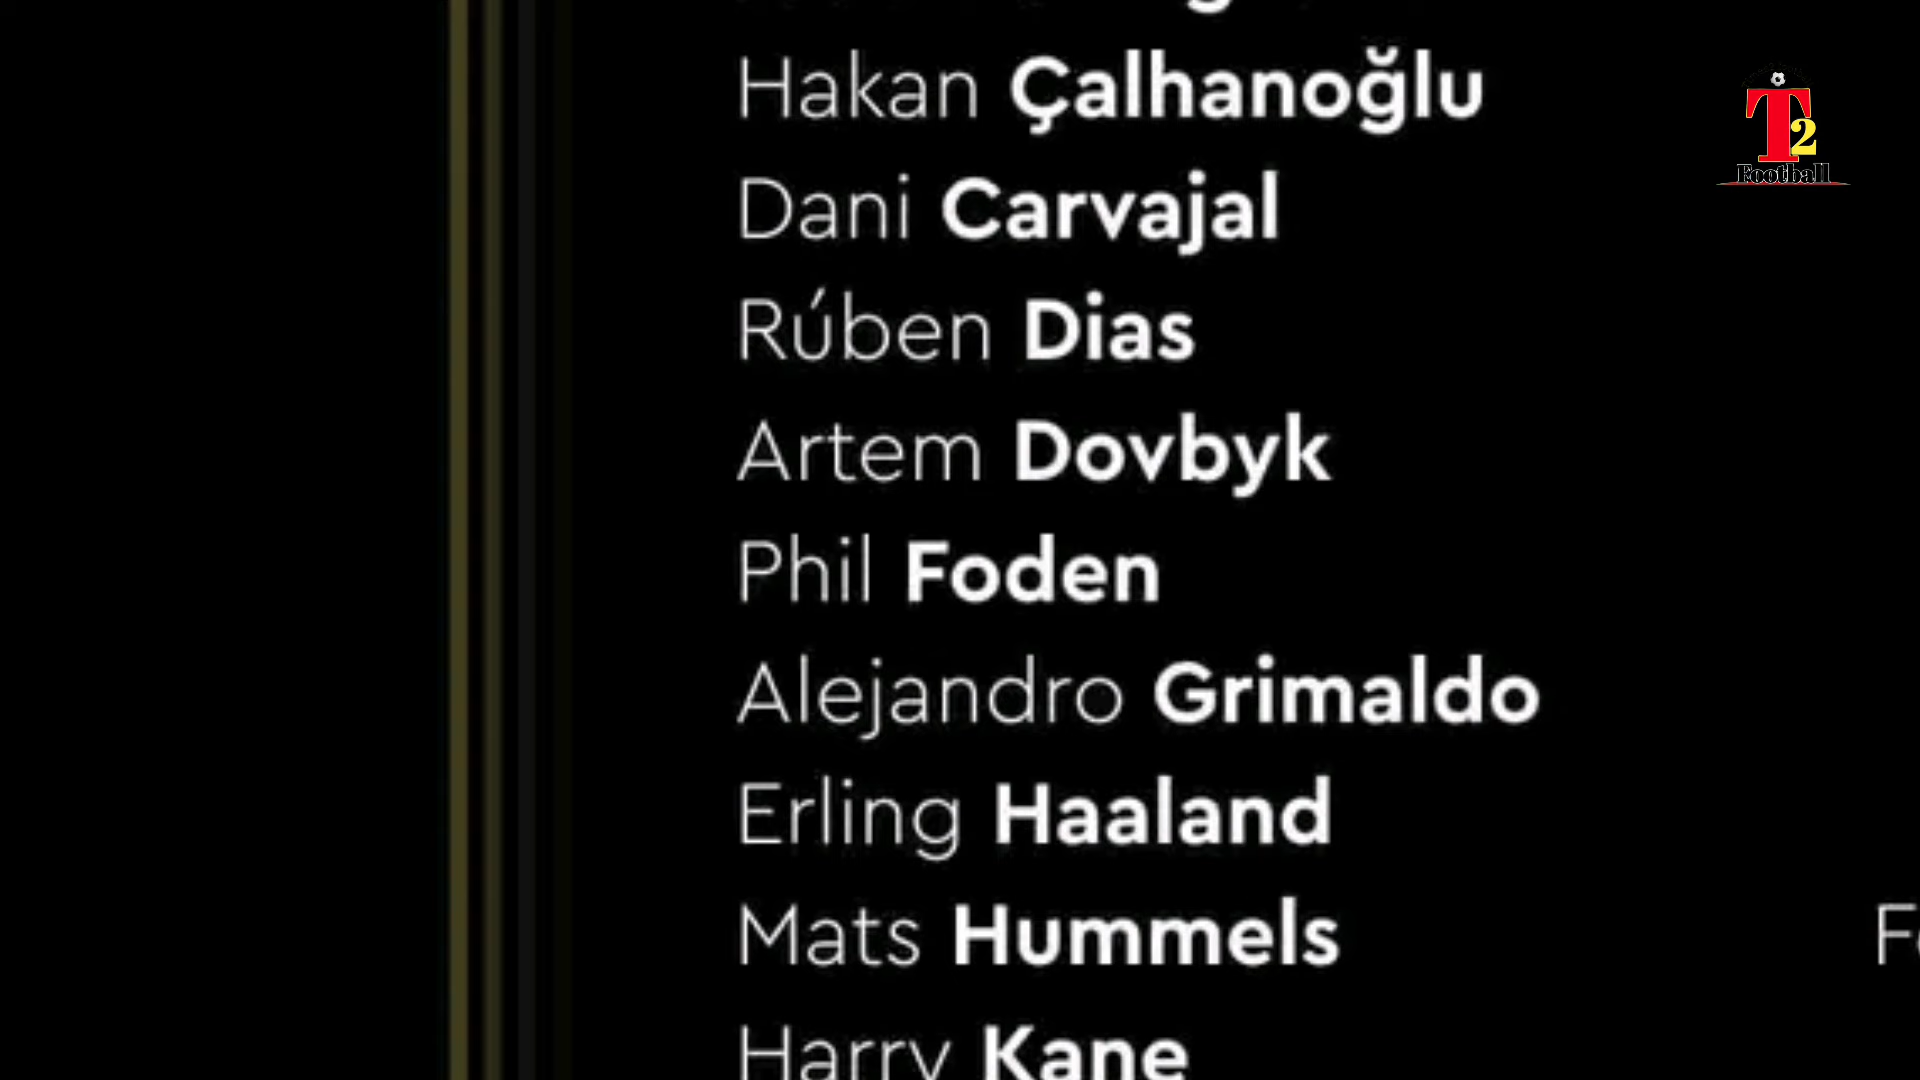 Hakan Çalhanoğlu
Dani Carvajal
Rúben Dias
Artem Dovbyk
Phil Foden
Alejandro Grimaldo
Erling Haaland
Mats Hummels
Harry Kane
T2
Football